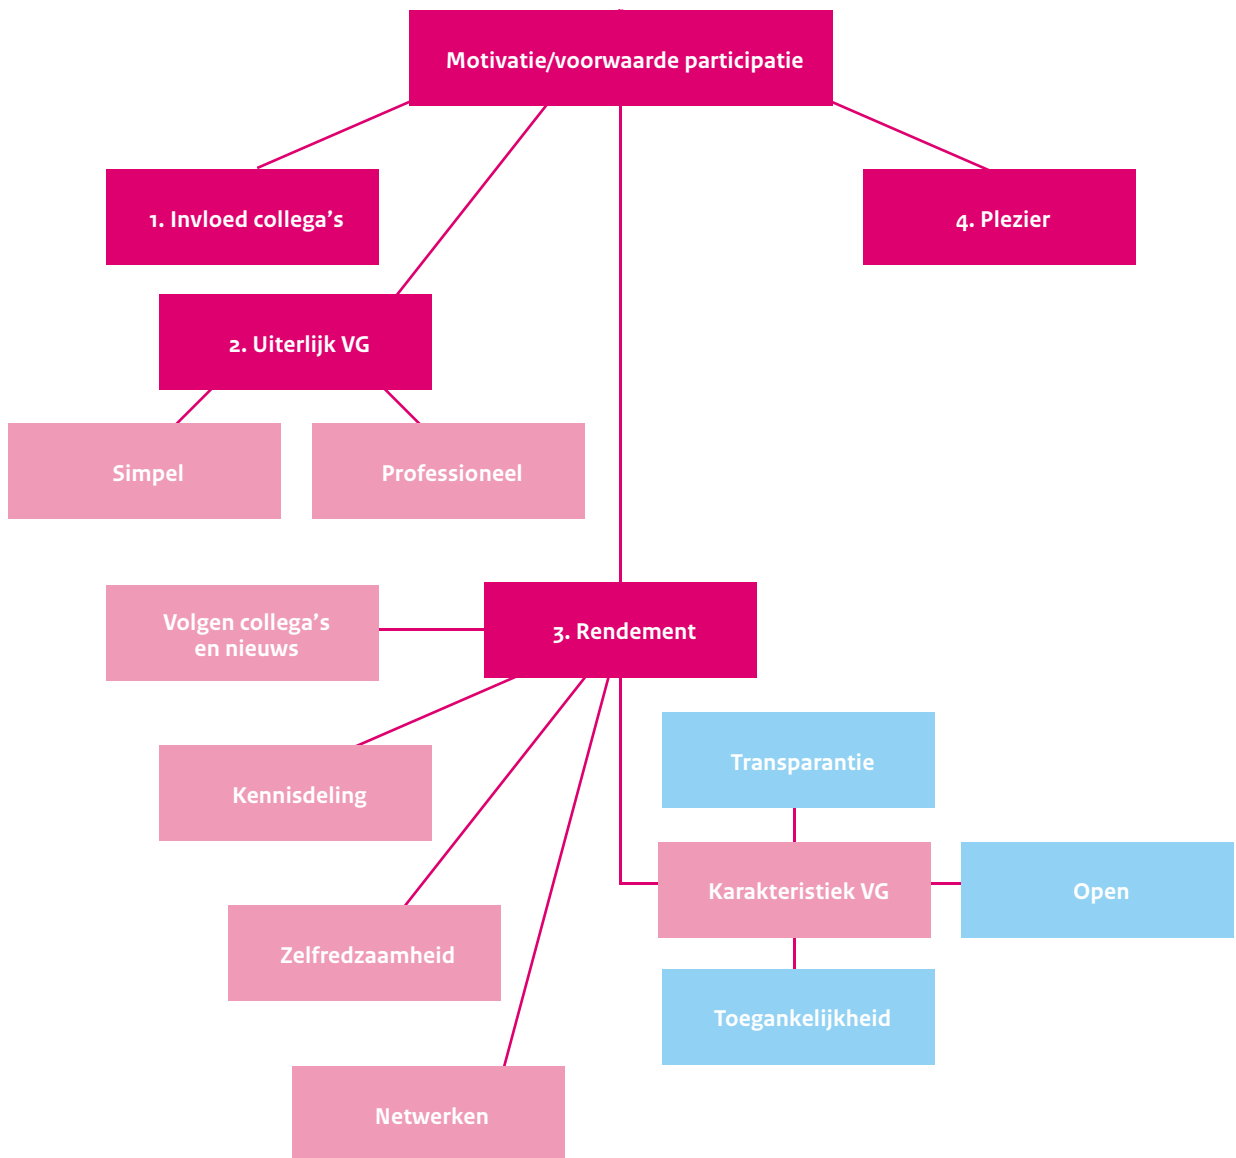 Motivatie/voorwaarde participatie
1. Invloed collega's
4. Plezier
2. Uiterlijk VG
Simpel
Professioneel
Volgen collega's
en nieuws
3. Rendement
Transparantie
Kennisdeling
Karakteristiek VG
Open
Zelfredzaamheid
Toegankelijkheid
Netwerken